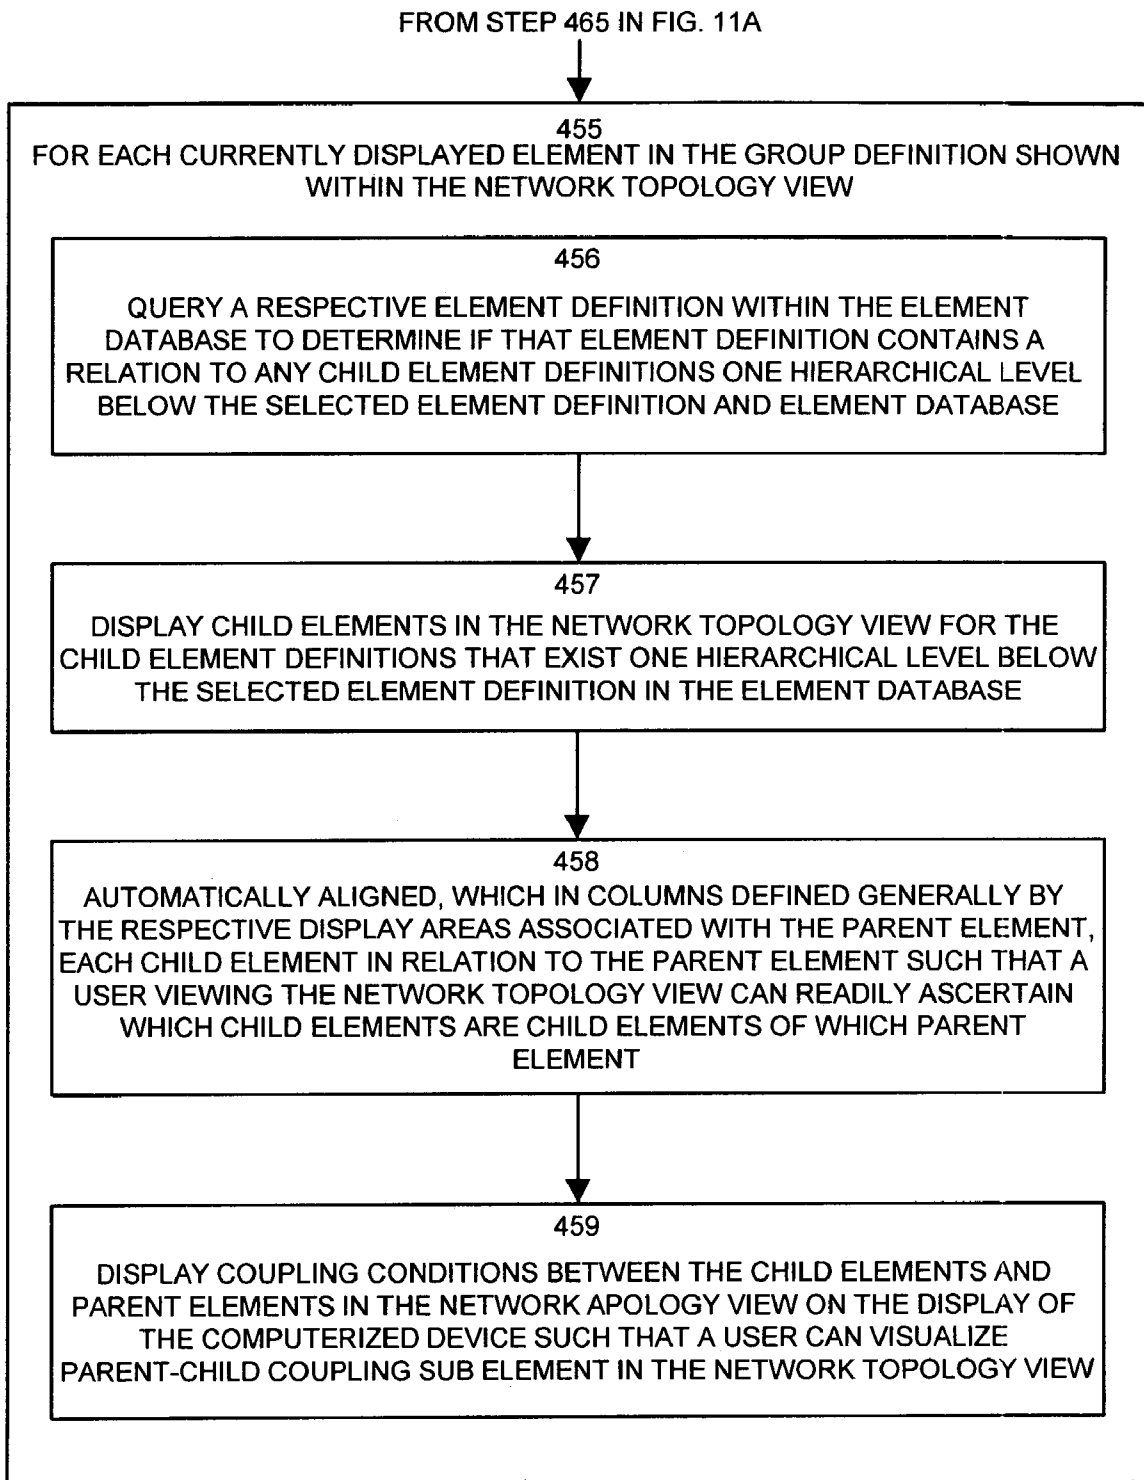 FROM STEP 465 IN FIG. 11A
455
FOR EACH CURRENTLY DISPLAYED ELEMENT IN THE GROUP DEFINITION SHOWN
WITHIN THE NETWORK TOPOLOGY VIEW
456
QUERY A RESPECTIVE ELEMENT DEFINITION WITHIN THE ELEMENT
DATABASE TO DETERMINE IF THAT ELEMENT DEFINITION CONTAINS A
RELATION TO ANY CHILD ELEMENT DEFINITIONS ONE HIERARCHICAL LEVEL
BELOW THE SELECTED ELEMENT DEFINITION AND ELEMENT DATABASE
457
DISPLAY CHILD ELEMENTS IN THE NETWORK TOPOLOGY VIEW FOR THE
CHILD ELEMENT DEFINITIONS THAT EXIST ONE HIERARCHICAL LEVEL BELOW
THE SELECTED ELEMENT DEFINITION IN THE ELEMENT DATABASE
458
AUTOMATICALLY ALIGNED, WHICH IN COLUMNS DEFINED GENERALLY BY
THE RESPECTIVE DISPLAY AREAS ASSOCIATED WITH THE PARENT ELEMENT,
EACH CHILD ELEMENT IN RELATION TO THE PARENT ELEMENT SUCH THAT A
USER VIEWING THE NETWORK TOPOLOGY VIEW CAN READILY ASCERTAIN
WHICH CHILD ELEMENTS ARE CHILD ELEMENTS OF WHICH PARENT
ELEMENT
459
DISPLAY COUPLING CONDITIONS BETWEEN THE CHILD ELEMENTS AND
PARENT ELEMENTS IN THE NETWORK APOLOGY VIEW ON THE DISPLAY OF
THE COMPUTERIZED DEVICE SUCH THAT A USER CAN VISUALIZE
PARENT-CHILD COUPLING SUB ELEMENT IN THE NETWORK TOPOLOGY VIEW